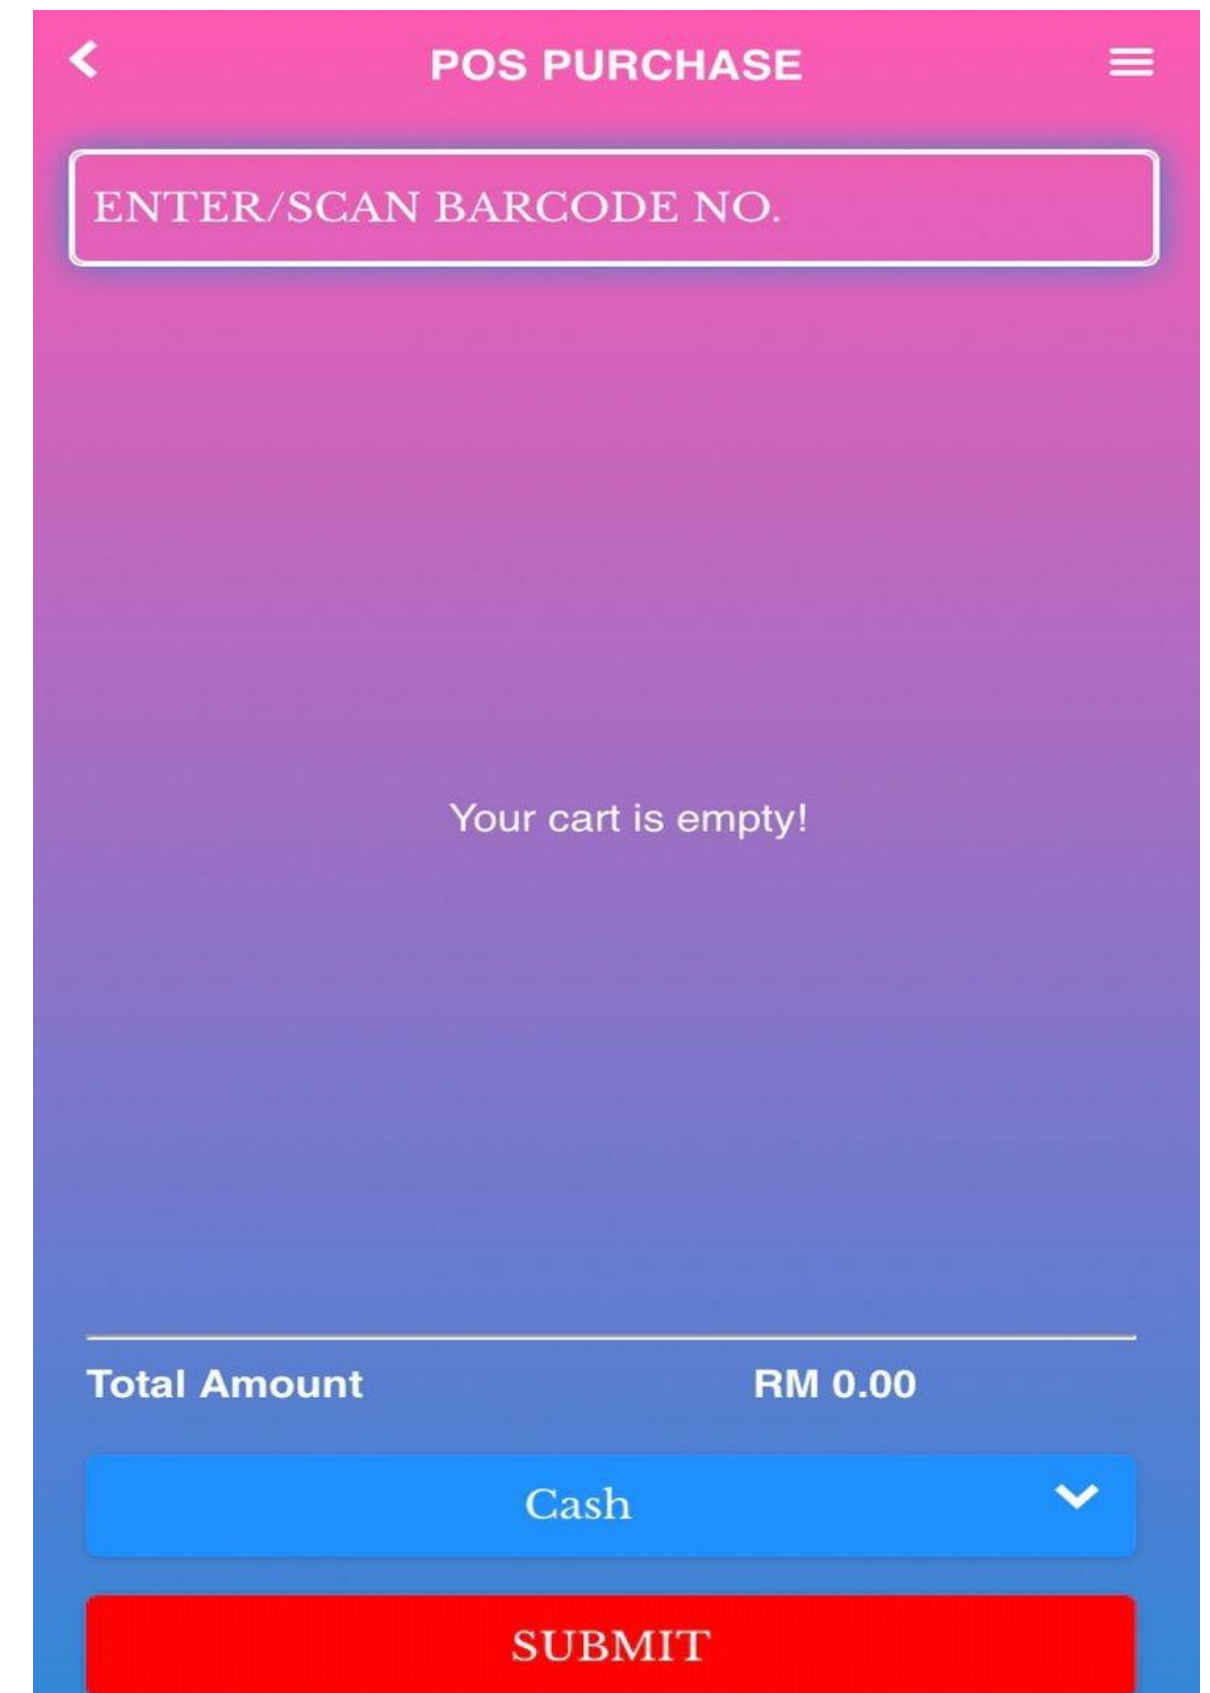 POS PURCHASE
ENTER/SCAN BARCODE NO.
Your cart is empty!
Total Amount RM 0.00
Cash
SUBMIT